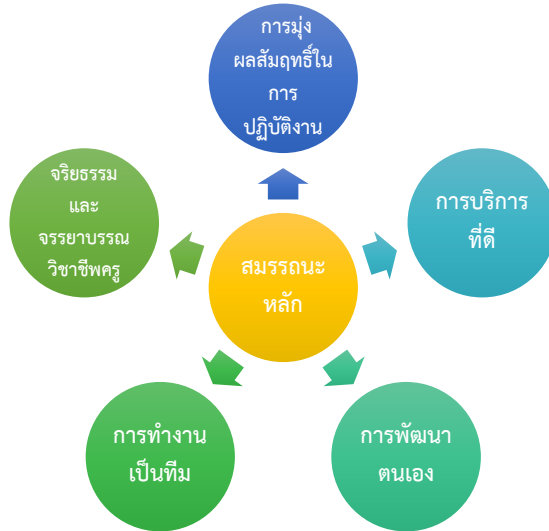 การมุ่ง
ผลสัมฤทธิ์ใน
การ
ปฏิบัติงาน
จริยธรรม
และ
จรรยาบรรณ
วิชาชีพครู
การบริการ
ที่ดี
สมรรถนะ
หลัก
การทำงาน
เป็นทีม
การพัฒนา
ตนเอง